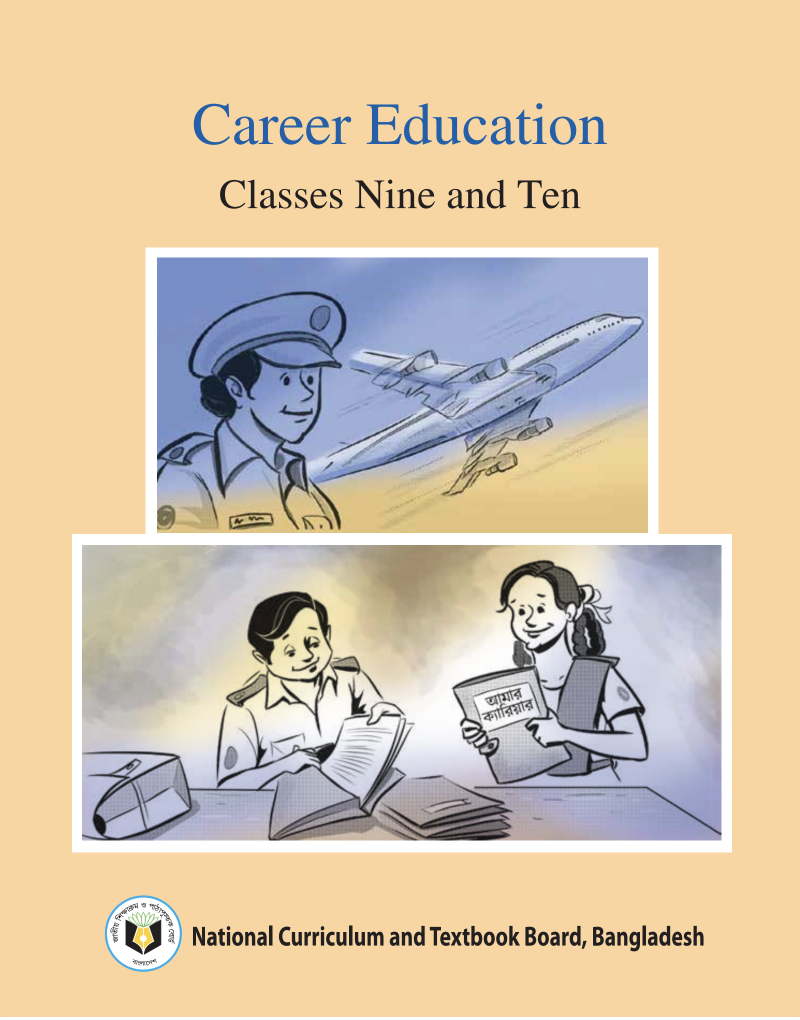 Career Education
Classes Nine and Ten
আমার
ক্যারিয়ার
জাতীয় শিক্ষাক্রম ও পাঠ্যপুস্তক বোর্ড
বাংলাদেশ
National Curriculum and Textbook Board, Bangladesh